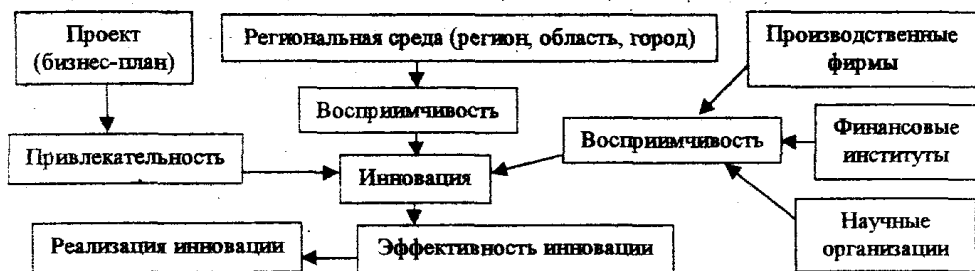 Проект
(бизнес-план)
Региональная среда (регион, область, город)
Производственные
фирмы
Восприимчивость
Привлекательность
Восприимчивость
Финансовые
институты
Инновация
Научные
организации
Реализация инновации
Эффективность инновации